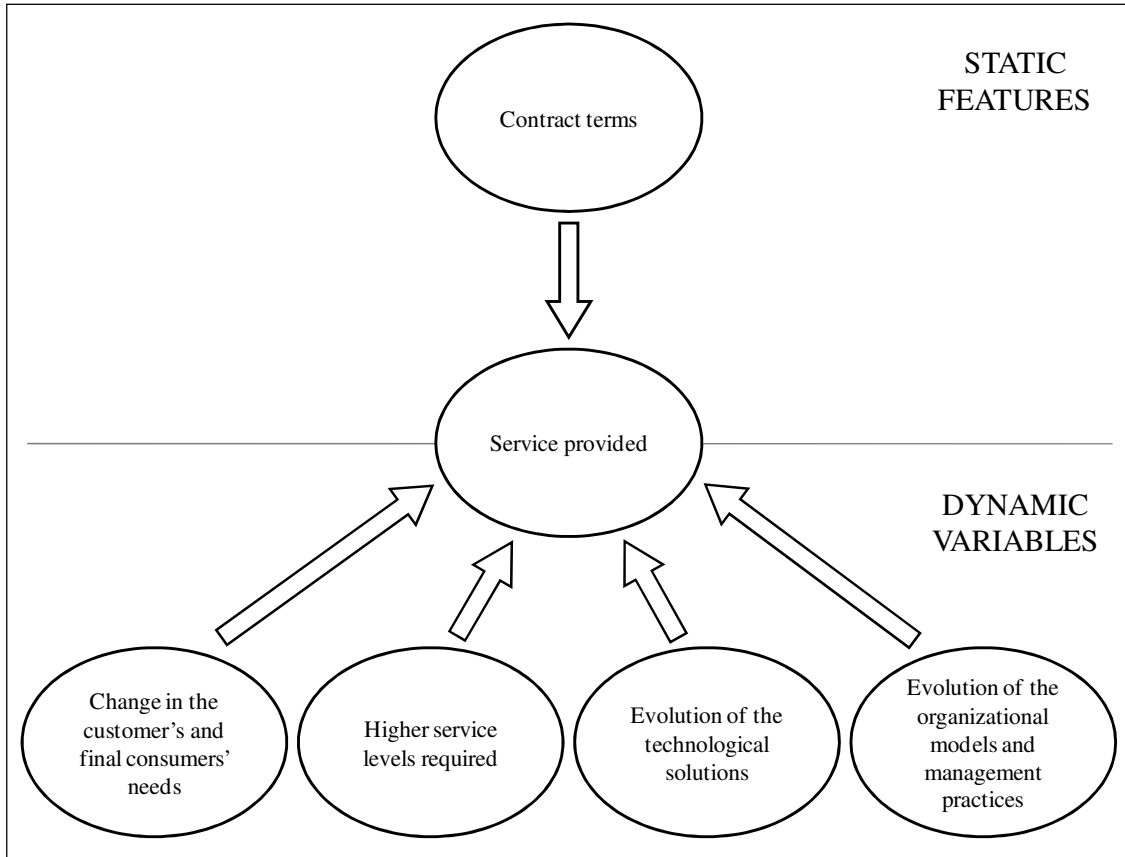 STATIC
FEATURES
Contract terms
Service provided
DYNAMIC
VARIABLES
Change in the
customer’s and
final consumers’
needs
Higher service
levels required
Evolution of the
technological
solutions
Evolution of the
organizational
models and
management
practices